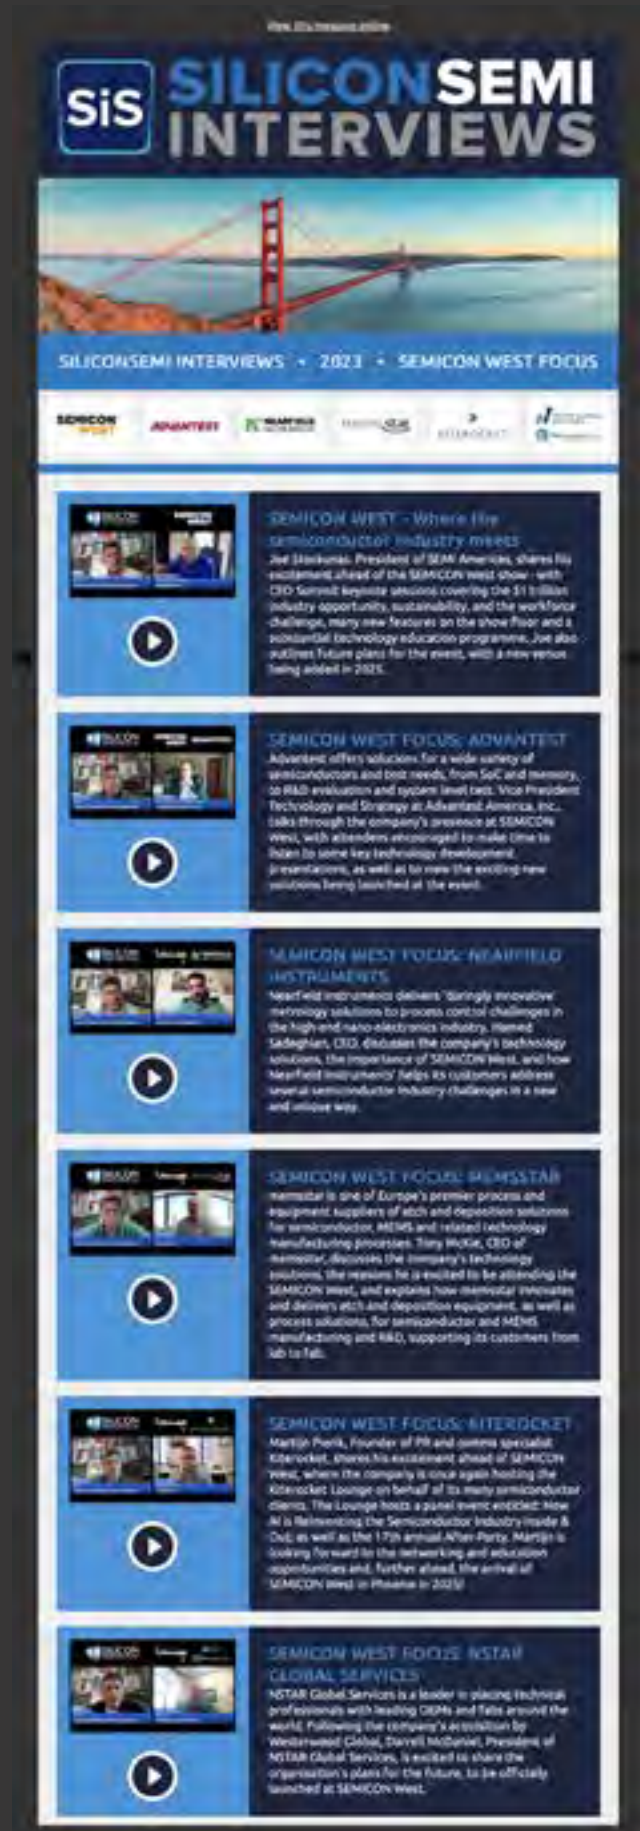 View this message online
SiS
SILICONSEMI
INTERVIEWS
SILICONSEMI INTERVIEWS • 2023 • SEMICON WEST FOCUS
SEMICON
WEST
ADVANTEST
NEARFIELD
INSTRUMENTS
memsstar
KITEROCKET
SEMICON WEST - Where the
semiconductor industry meets
Joe Stockunas, President of SEMI Americas, shares his
excitement ahead of the SEMICON West show - with
CEO Summit keynote sessions covering the $1 trillion
industry opportunity, sustainability, and the workforce
challenge, many new features on the show floor and a
substantial technology education programme. Joe also
outlines future plans for the event, with a new venue
being added in 2025.
SEMICON WEST FOCUS: ADVANTEST
Advantest offers solutions for a wide variety of
semiconductors and test needs, from SoC and memory,
to R&D evaluation and system level test. Vice President
Technology and Strategy at Advantest America, Inc.,
talks through the company's presence at SEMICON
West, with attendees encouraged to make time to
listen to some key technology development
presentations, as well as to view the exciting new
solutions being launched at the event.
SEMICON WEST FOCUS: NEARFIELD
INSTRUMENTS
Nearfield Instruments delivers 'daringly innovative'
metrology solutions to process control challenges in
the high-end nano-electronics industry. Hamed
Sadeghian, CEO, discusses the company's technology
solutions, the importance of SEMICON West, and how
Nearfield Instruments' helps its customers address
several semiconductor industry challenges in a new
and unique way.
SEMICON WEST FOCUS: MEMSSTAR
memsstar is one of Europe's premier process and
equipment suppliers of etch and deposition solutions
for semiconductor, MEMS and related technology
manufacturing processes. Tony McKie, CEO of
memsstar, discusses the company's technology
solutions, the reasons he is excited to be attending the
SEMICON West, and explains how memsstar innovates
and delivers etch and deposition equipment, as well as
process solutions, for semiconductor and MEMS
manufacturing and R&D, supporting its customers from
lab to fab.
SEMICON WEST FOCUS: KITEROCKET
Martijn Pierik, Founder of PR and comms specialist
Kiterocket, shares his excitement ahead of SEMICON
West, where the company is once again hosting the
Kiterocket Lounge on behalf of its many semiconductor
clients. The Lounge hosts a panel event entitled: How
AI is Reinventing the Semiconductor Industry Inside &
Out; as well as the 17th annual After-Party. Martijn is
looking forward to the networking and education
opportunities and, further ahead, the arrival of
SEMICON West in Phoenix in 2025!
SEMICON WEST FOCUS: NSTAR
GLOBAL SERVICES
NSTAR Global Services is a leader in placing technical
professionals with leading OEMs and fabs around the
world. Following the company's acquisition by
Westerwood Global, Darrell McDaniel, President of
NSTAR Global Services, is excited to share the
organisation's plans for the future, to be officially
launched at SEMICON West.